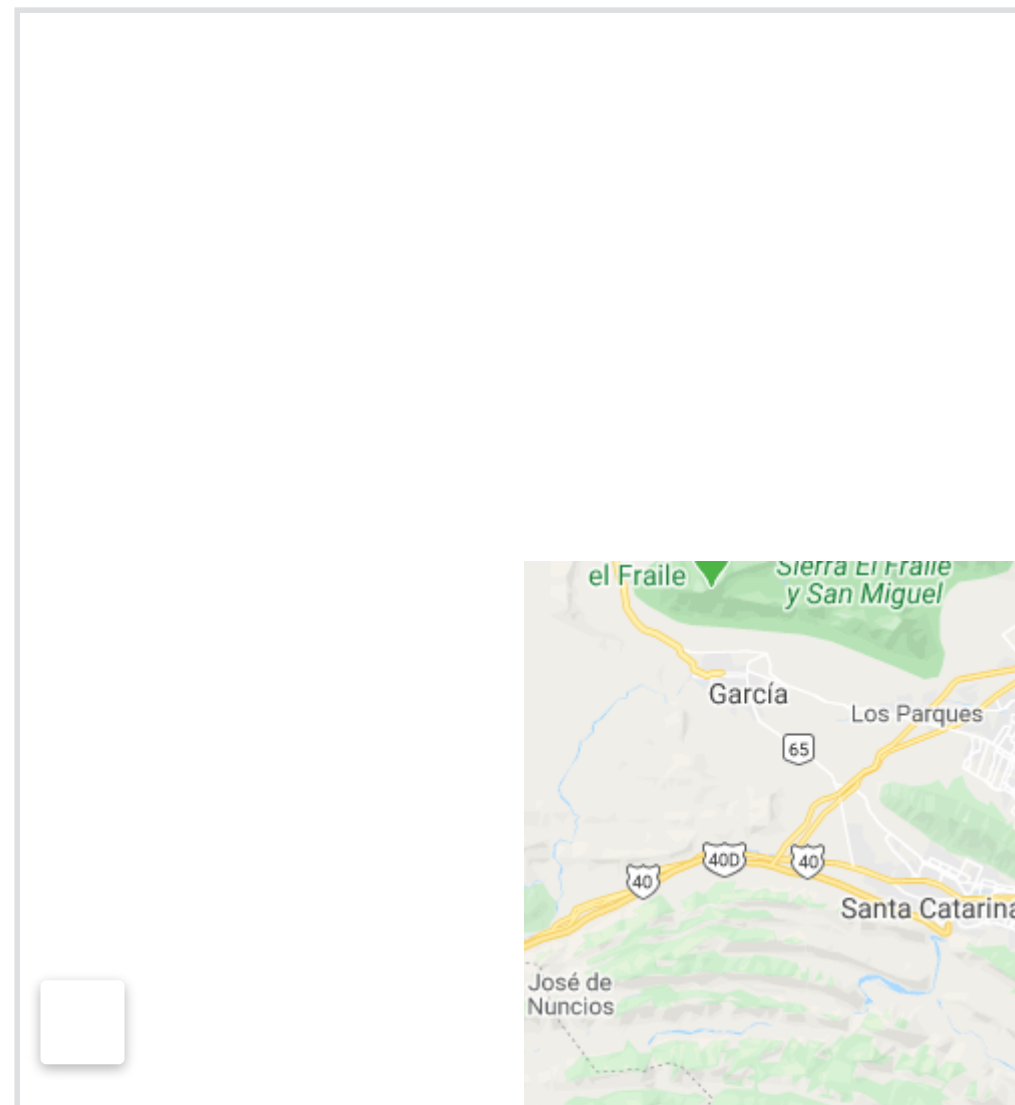 el Fraile
Sierra El Fraile
y San Miguel
García
Los Parques
65
40D
40
40
Santa Catarina
José de
Nuncios